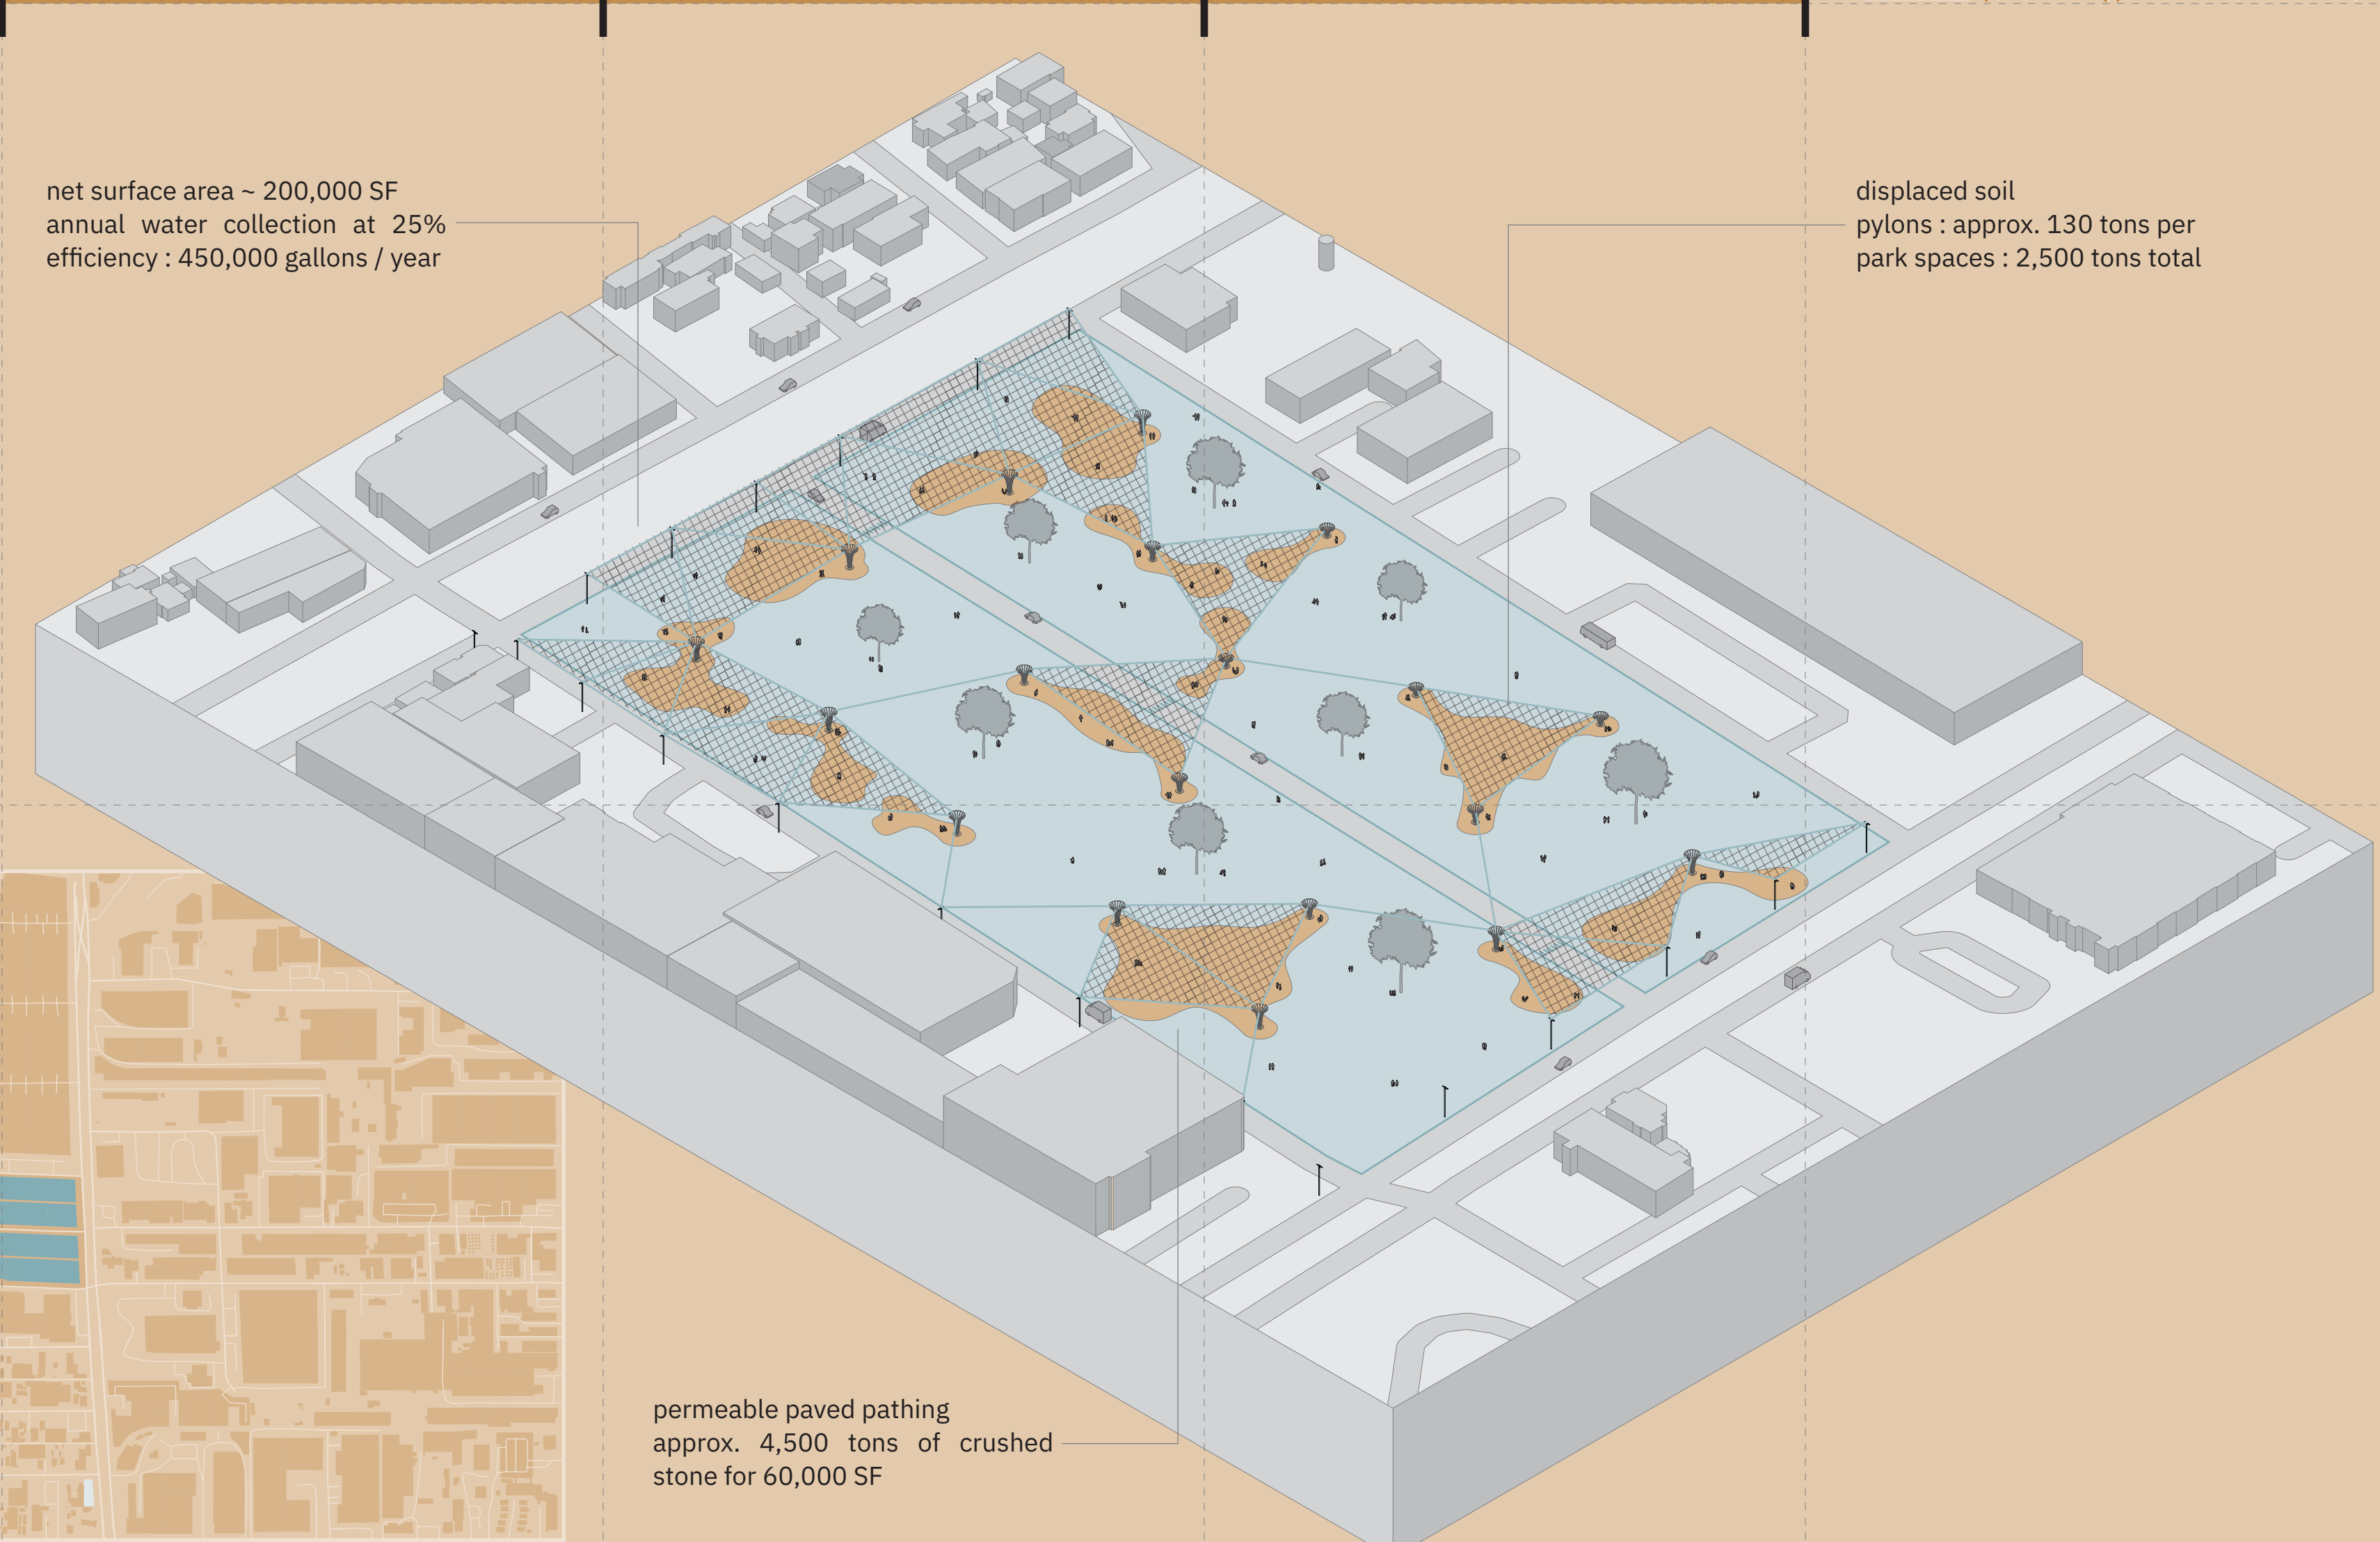 net surface area ~ 200,000 SF
annual water collection at 25%
efficiency : 450,000 gallons / year
displaced soil
pylons : approx. 130 tons per
park spaces : 2,500 tons total
permeable paved pathing
approx. 4,500 tons of crushed
stone for 60,000 SF